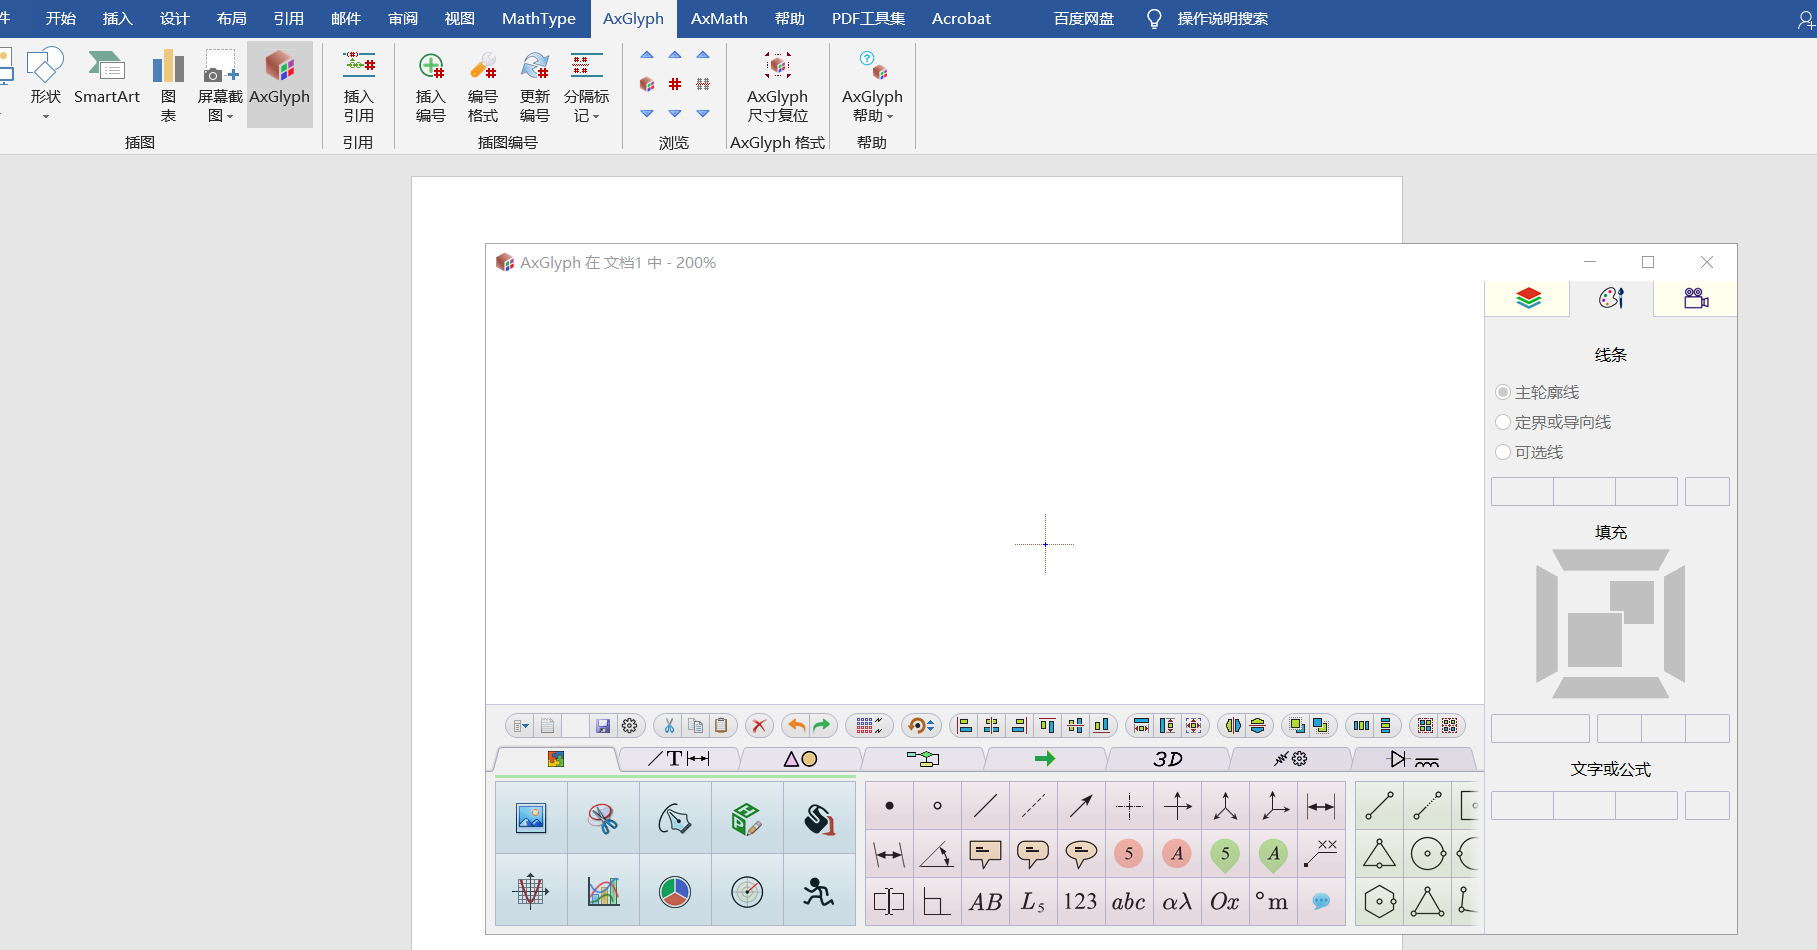 件 开始 插入 设计 布局 引用 邮件 审阅 视图 MathType AxGlyph AxMath 帮助 PDF工具集 Acrobat 百度网盘 操作说明搜索
形状 SmartArt 图表 屏幕截图 AxGlyph 插入引用 插入编号 编号格式 更新编号 分隔标记 AxGlyph 尺寸复位 AxGlyph 帮助
插图 引用 插图编号 浏览 AxGlyph 格式 帮助
AxGlyph 在 文档1 中 - 200%
线条
主轮廓线
定界或导向线
可选线
填充
文字或公式
T 3D
5 A 5 A xx
AB L5 123 abc αλ Ox °m